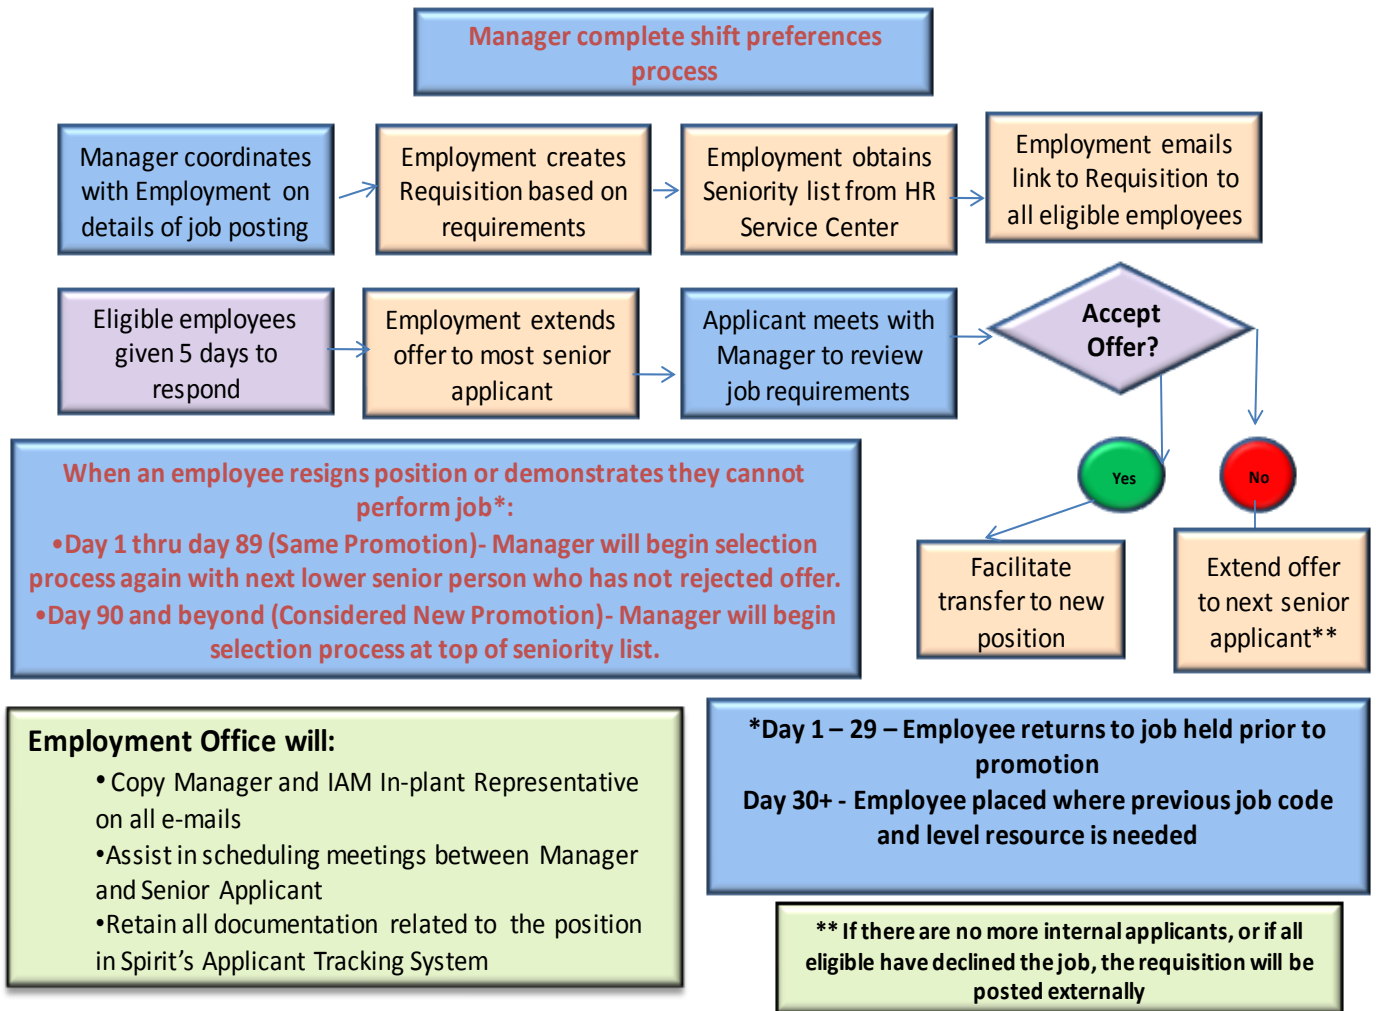 Manager complete shift preferences
process
Manager coordinates
with Employment on
details of job posting
Employment creates
Requisition based on
requirements
Employment obtains
Seniority list from HR
Service Center
Employment emails
link to Requisition to
all eligible employees
Eligible employees
given 5 days to
respond
Employment extends
offer to most senior
applicant
Applicant meets with
Manager to review
job requirements
Accept
Offer?
Yes
No
Facilitate
transfer to new
position
Extend offer
to next senior
applicant**
When an employee resigns position or demonstrates they cannot
perform job*:
•Day 1 thru day 89 (Same Promotion)- Manager will begin selection
process again with next lower senior person who has not rejected offer.
•Day 90 and beyond (Considered New Promotion)- Manager will begin
selection process at top of seniority list.
Employment Office will:
• Copy Manager and IAM In-plant Representative
on all e-mails
•Assist in scheduling meetings between Manager
and Senior Applicant
•Retain all documentation related to the position
in Spirit's Applicant Tracking System
*Day 1 – 29 – Employee returns to job held prior to
promotion
Day 30+ - Employee placed where previous job code
and level resource is needed
** If there are no more internal applicants, or if all
eligible have declined the job, the requisition will be
posted externally